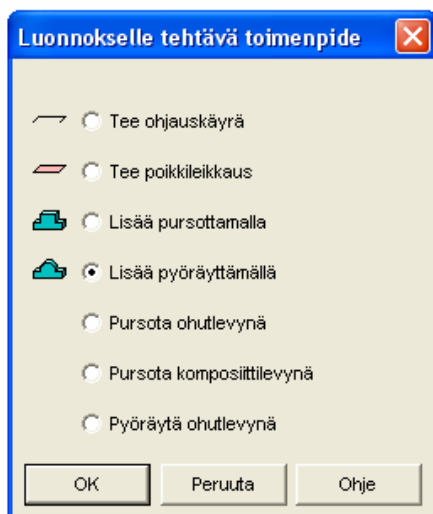 Luonnokselle tehtävä toimenpide
Tee ohjauskäyrä
Tee poikkileikkaus
Lisää pursottamalla
Lisää pyöräyttämällä
Pursota ohutlevynä
Pursota komposiittilevynä
Pyöräytä ohutlevynä
OK Peruuta Ohje